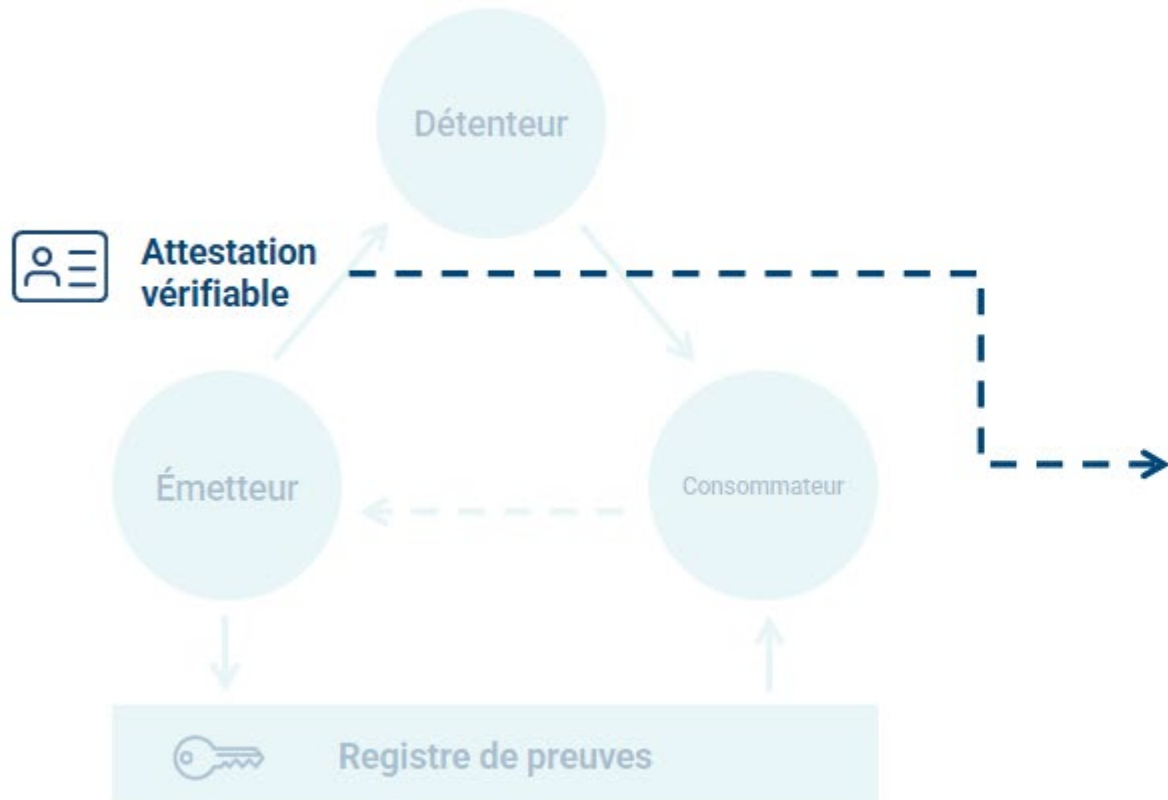 Détenteur
Attestation
vérifiable
Émetteur
Consommateur
Registre de preuves